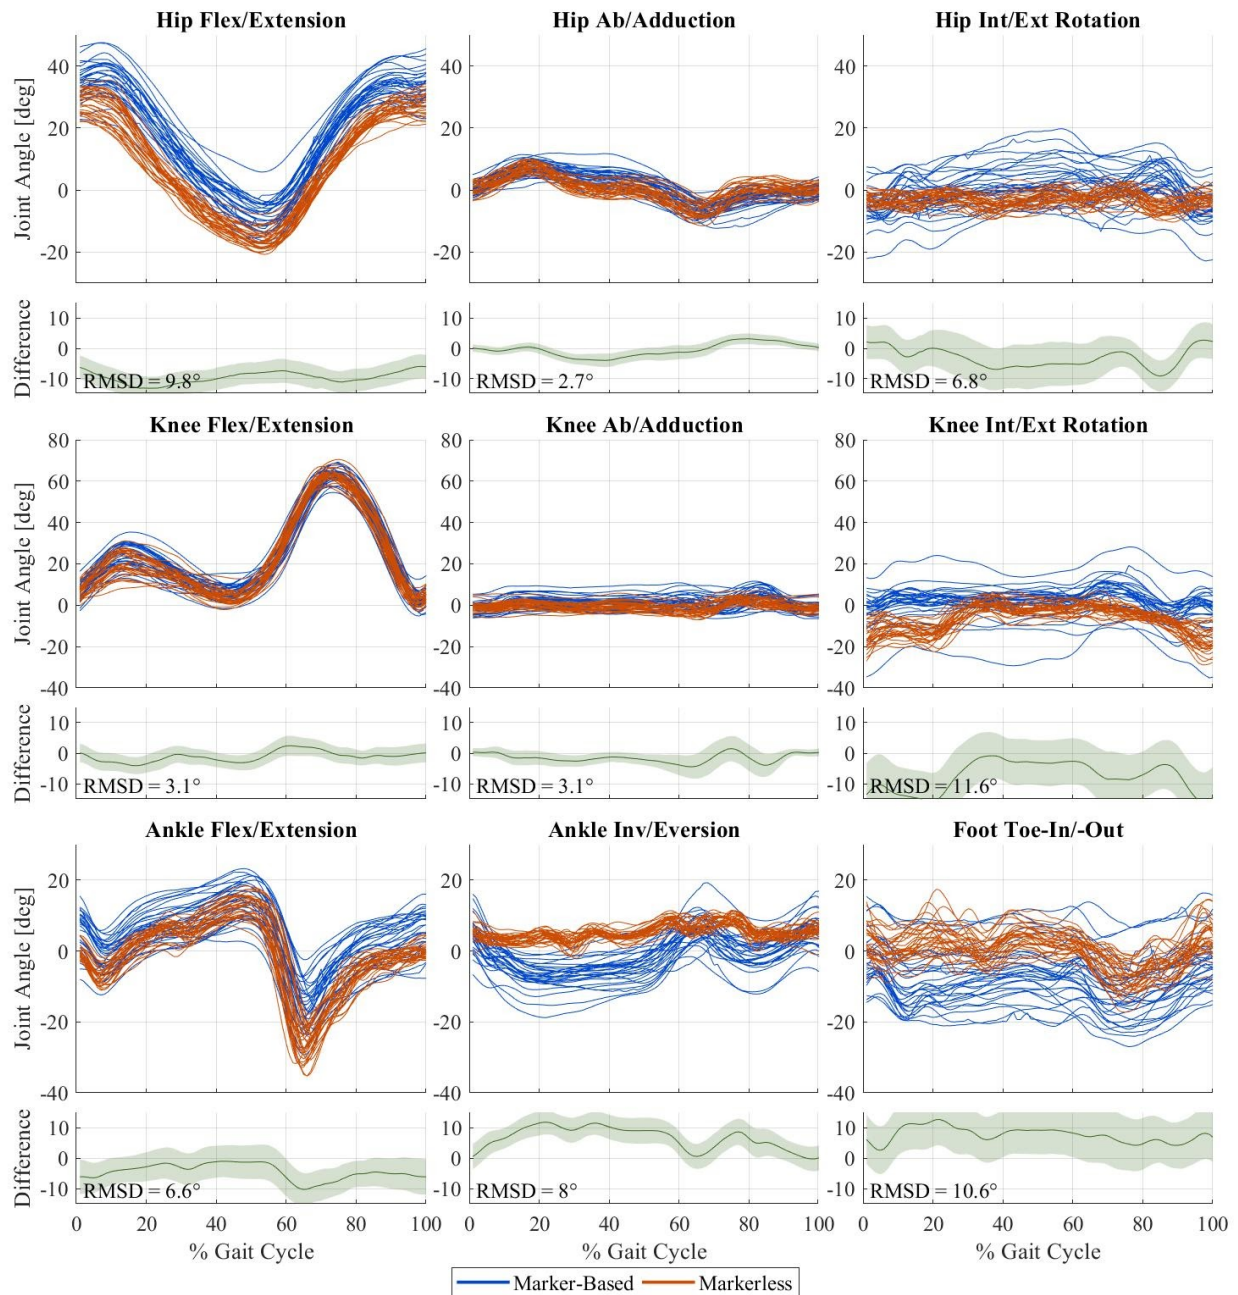 Hip Flex/Extension Hip Ab/Adduction Hip Int/Ext Rotation
Joint Angle [deg]
40 40 40
20 20 20
0 0 0
-20 -20 -20
Difference
10 10 10
0 0 0
-10 -10 -10
RMSD = 9.8° RMSD = 2.7° RMSD = 6.8°
Knee Flex/Extension Knee Ab/Adduction Knee Int/Ext Rotation
Joint Angle [deg]
80 80 80
60 60 60
40 40 40
20 20 20
0 0 0
-20 -20 -20
-40 -40 -40
Difference
10 10 10
0 0 0
-10 -10 -10
RMSD = 3.1° RMSD = 3.1° RMSD = 11.6°
Ankle Flex/Extension Ankle Inv/Eversion Foot Toe-In/-Out
Joint Angle [deg]
20 20 20
0 0 0
-20 -20 -20
-40 -40 -40
Difference
10 10 10
0 0 0
-10 -10 -10
RMSD = 6.6° RMSD = 8° RMSD = 10.6°
0 20 40 60 80 100 0 20 40 60 80 100 0 20 40 60 80 100
% Gait Cycle % Gait Cycle % Gait Cycle
Marker-Based Markerless